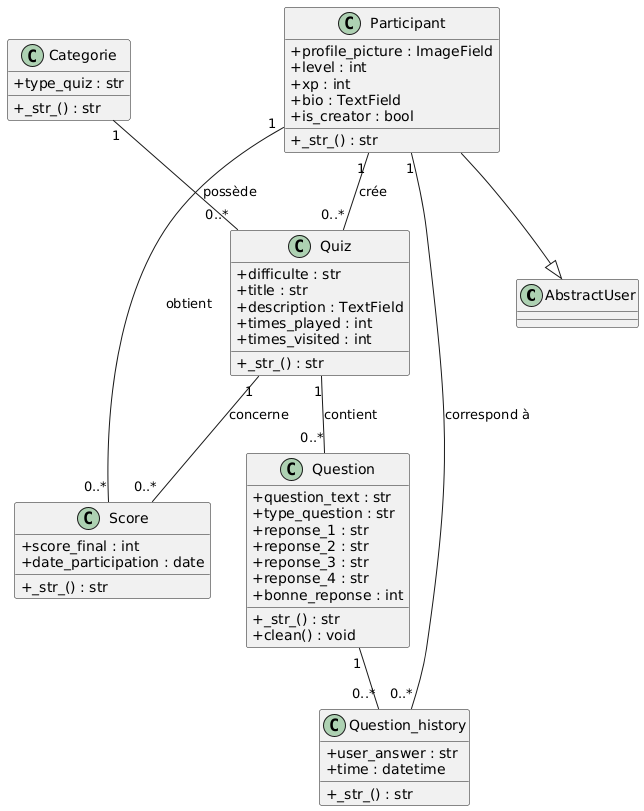 C Participant
+profile_picture : ImageField
+level : int
+xp : int
+bio : TextField
+is_creator : bool
+_str_() : str
C Categorie
+type_quiz : str
+_str_() : str
1
1
1
1
possède
crée
0..*
0..*
C Quiz
+difficulte : str
+title : str
+description : TextField
+times_played : int
+times_visited : int
+_str_() : str
C AbstractUser
obtient
1
1
concerne
contient
correspond à
0..*
0..*
0..*
C Score
+score_final : int
+date_participation : date
+_str_() : str
C Question
+question_text : str
+type_question : str
+reponse_1 : str
+reponse_2 : str
+reponse_3 : str
+reponse_4 : str
+bonne_reponse : int
+_str_() : str
+clean() : void
1
0..*
0..*
C Question_history
+user_answer : str
+time : datetime
+_str_() : str